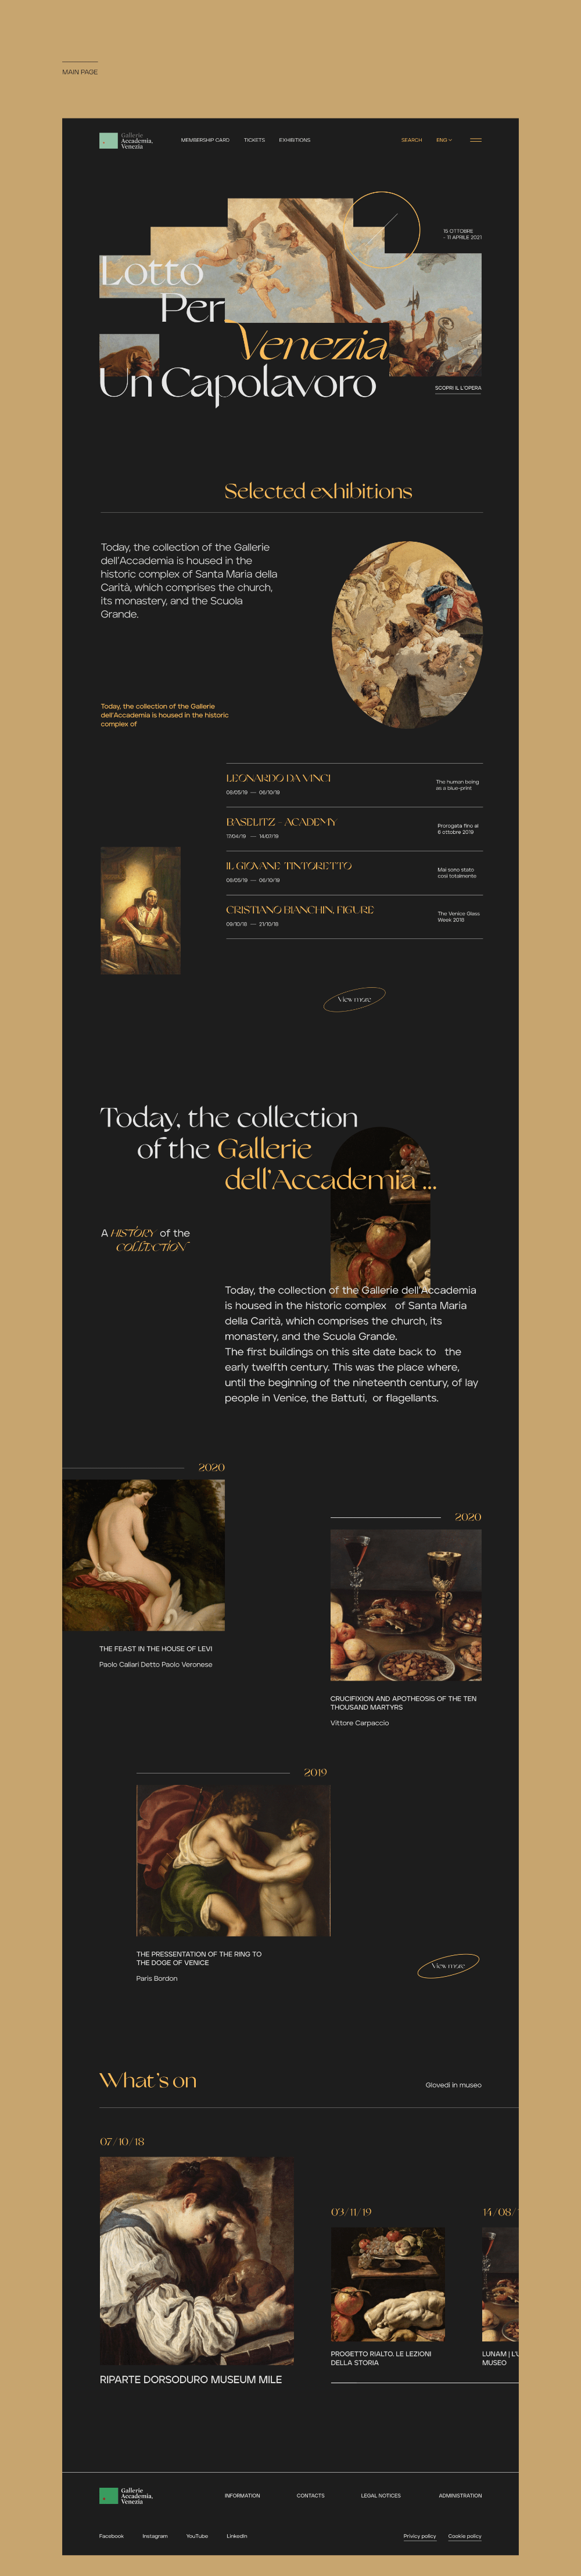 MAIN PAGE
Gallerie
Accademia,
Venezia
MEMBERSHIP CARD
TICKETS
EXHIBITIONS
SEARCH
ENG
15 OTTOBRE
- 11 APRILE 2021
Lotto
Per
Venezia
Un Capolavoro
SCOPRI IL L'OPERA
Selected exhibitions
Today, the collection of the Gallerie
dell'Accademia is housed in the
historic complex of Santa Maria della
Carità, which comprises the church,
its monastery, and the Scuola
Grande.
Today, the collection of the Gallerie
dell'Accademia is housed in the historic
complex of
LEONARDO DA VINCI
08/05/19 — 08/10/19
The human being
as a blue-print
BASELITZ - ACADEMY
17/04/19 — 14/07/19
Prorogata fino al
6 ottobre 2019
IL GIOVANE TINTORETTO
08/05/19 — 08/10/19
Mai sono stato
così totalmente
CRISTIANO BIANCHIN. FIGURE
09/10/18 — 21/10/18
The Venice Glass
Week 2018
View more
Today, the collection
of the Gallerie
dell'Accademia ...
A HISTORY of the
COLLECTION
Today, the collection of the Gallerie dell'Accademia
is housed in the historic complex of Santa Maria
della Carità, which comprises the church, its
monastery, and the Scuola Grande.
The first buildings on this site date back to the
early twelfth century. This was the place where,
until the beginning of the nineteenth century, of lay
people in Venice, the Battuti, or flagellants.
2020
THE FEAST IN THE HOUSE OF LEVI
Paolo Caliari Detto Paolo Veronese
2020
CRUCIFIXION AND APOTHEOSIS OF THE TEN
THOUSAND MARTYRS
Vittore Carpaccio
2019
THE PRESSENTATION OF THE RING TO
THE DOGE OF VENICE
Paris Bordon
View more
What's on
Giovedì in museo
07/10/18
RIPARTE DORSODURO MUSEUM MILE
03/11/19
PROGETTO RIALTO. LE LEZIONI
DELLA STORIA
14/08/
LUNAM | L'U
MUSEO
Gallerie
Accademia,
Venezia
INFORMATION
CONTACTS
LEGAL NOTICES
ADMINISTRATION
Facebook
Instagram
YouTube
LinkedIn
Privicy policy
Cookie policy